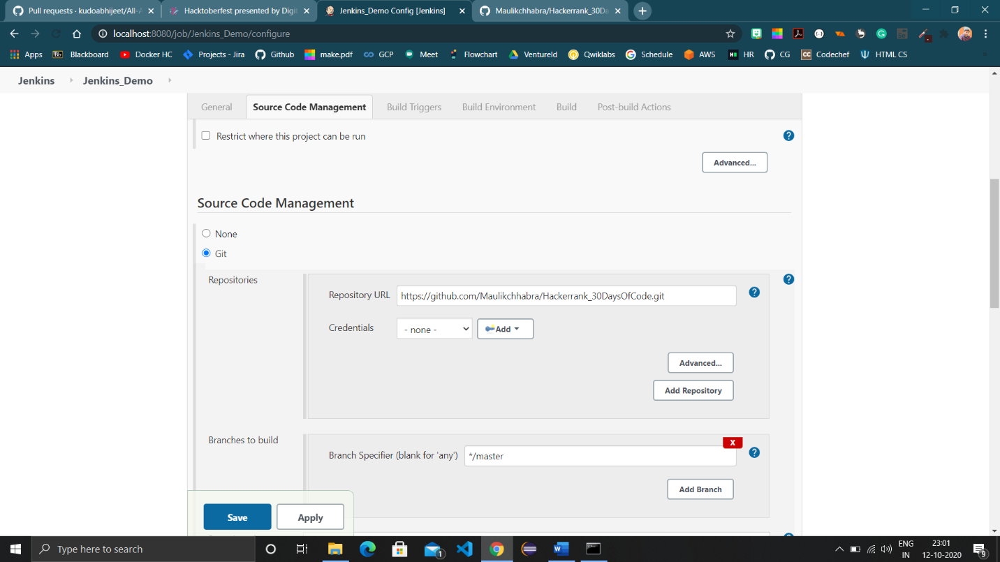 Pull requests · kudoabhijeet/All-A
Hacktoberfest presented by Digit
Jenkins_Demo Config [Jenkins]
Maulikchhabra/Hackerrank_30Da
localhost:8080/job/Jenkins_Demo/configure
Apps Bb Blackboard Docker HC Projects - Jira Github make.pdf GCP Meet Flowchart Ventureld Qwiklabs Schedule AWS HR CG CC Codechef HTML CS
Jenkins Jenkins_Demo
General Source Code Management Build Triggers Build Environment Build Post-build Actions
Restrict where this project can be run
Advanced...
Source Code Management
None
Git
Repositories
Repository URL https://github.com/Maulikchhabra/Hackerrank_30DaysOfCode.git
Credentials - none - Add
Advanced...
Add Repository
Branches to build
X
Branch Specifier (blank for 'any') */master
Add Branch
Save Apply
Type here to search
1
ENG
IN
23:01
12-10-2020
9